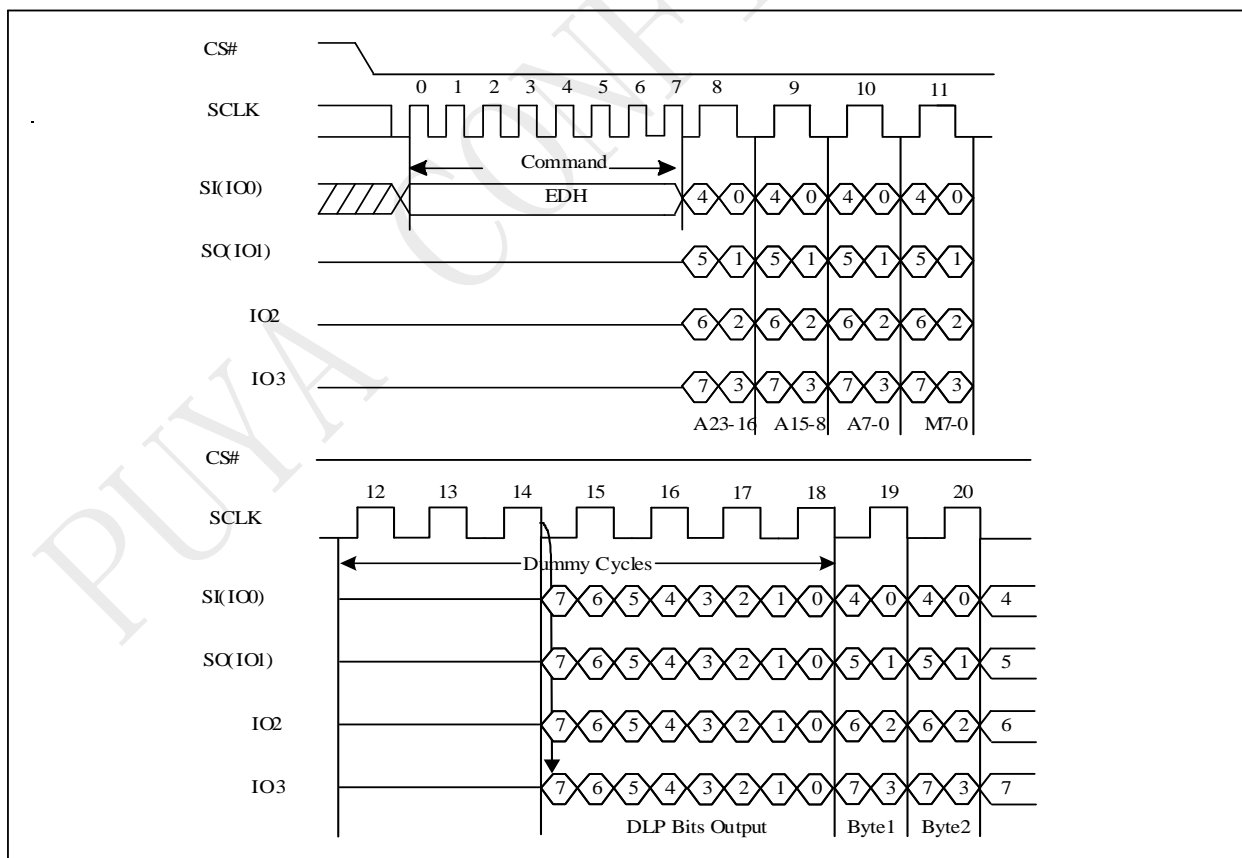 PUYA CONF
CS#
0 1 2 3 4 5 6 7 8 9 10 11
SCLK
Command
SI(IO0)
EDH
4 0 4 0 4 0 4 0
SO(IO1)
5 1 5 1 5 1 5 1
IO2
6 2 6 2 6 2 6 2
IO3
7 3 7 3 7 3 7 3
A23-16 A15-8 A7-0 M7-0
CS#
12 13 14 15 16 17 18 19 20
SCLK
Dummy Cycles
SI(IO0)
7 6 5 4 3 2 1 0 4 0 4 0 4
SO(IO1)
7 6 5 4 3 2 1 0 5 1 5 1 5
IO2
7 6 5 4 3 2 1 0 6 2 6 2 6
IO3
7 6 5 4 3 2 1 0 7 3 7 3 7
DLP Bits Output Byte1 Byte2